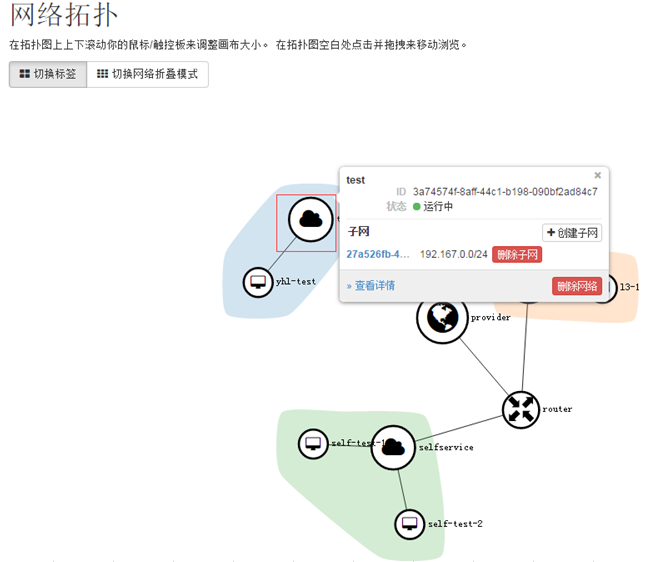 网络拓扑
在拓扑图上上下滚动你的鼠标/触控板来调整画布大小。 在拓扑图空白处点击并拖拽来移动浏览。
切换标签 切换网络折叠模式
test
ID 3a74574f-8aff-44c1-b198-090bf2ad84c7
状态 运行中
子网 创建子网
27a526fb-4... 192.167.0.0/24 删除子网
» 查看详情 删除网络
yhl-test
l3-1
provider
router
self-test-1
selfservice
self-test-2